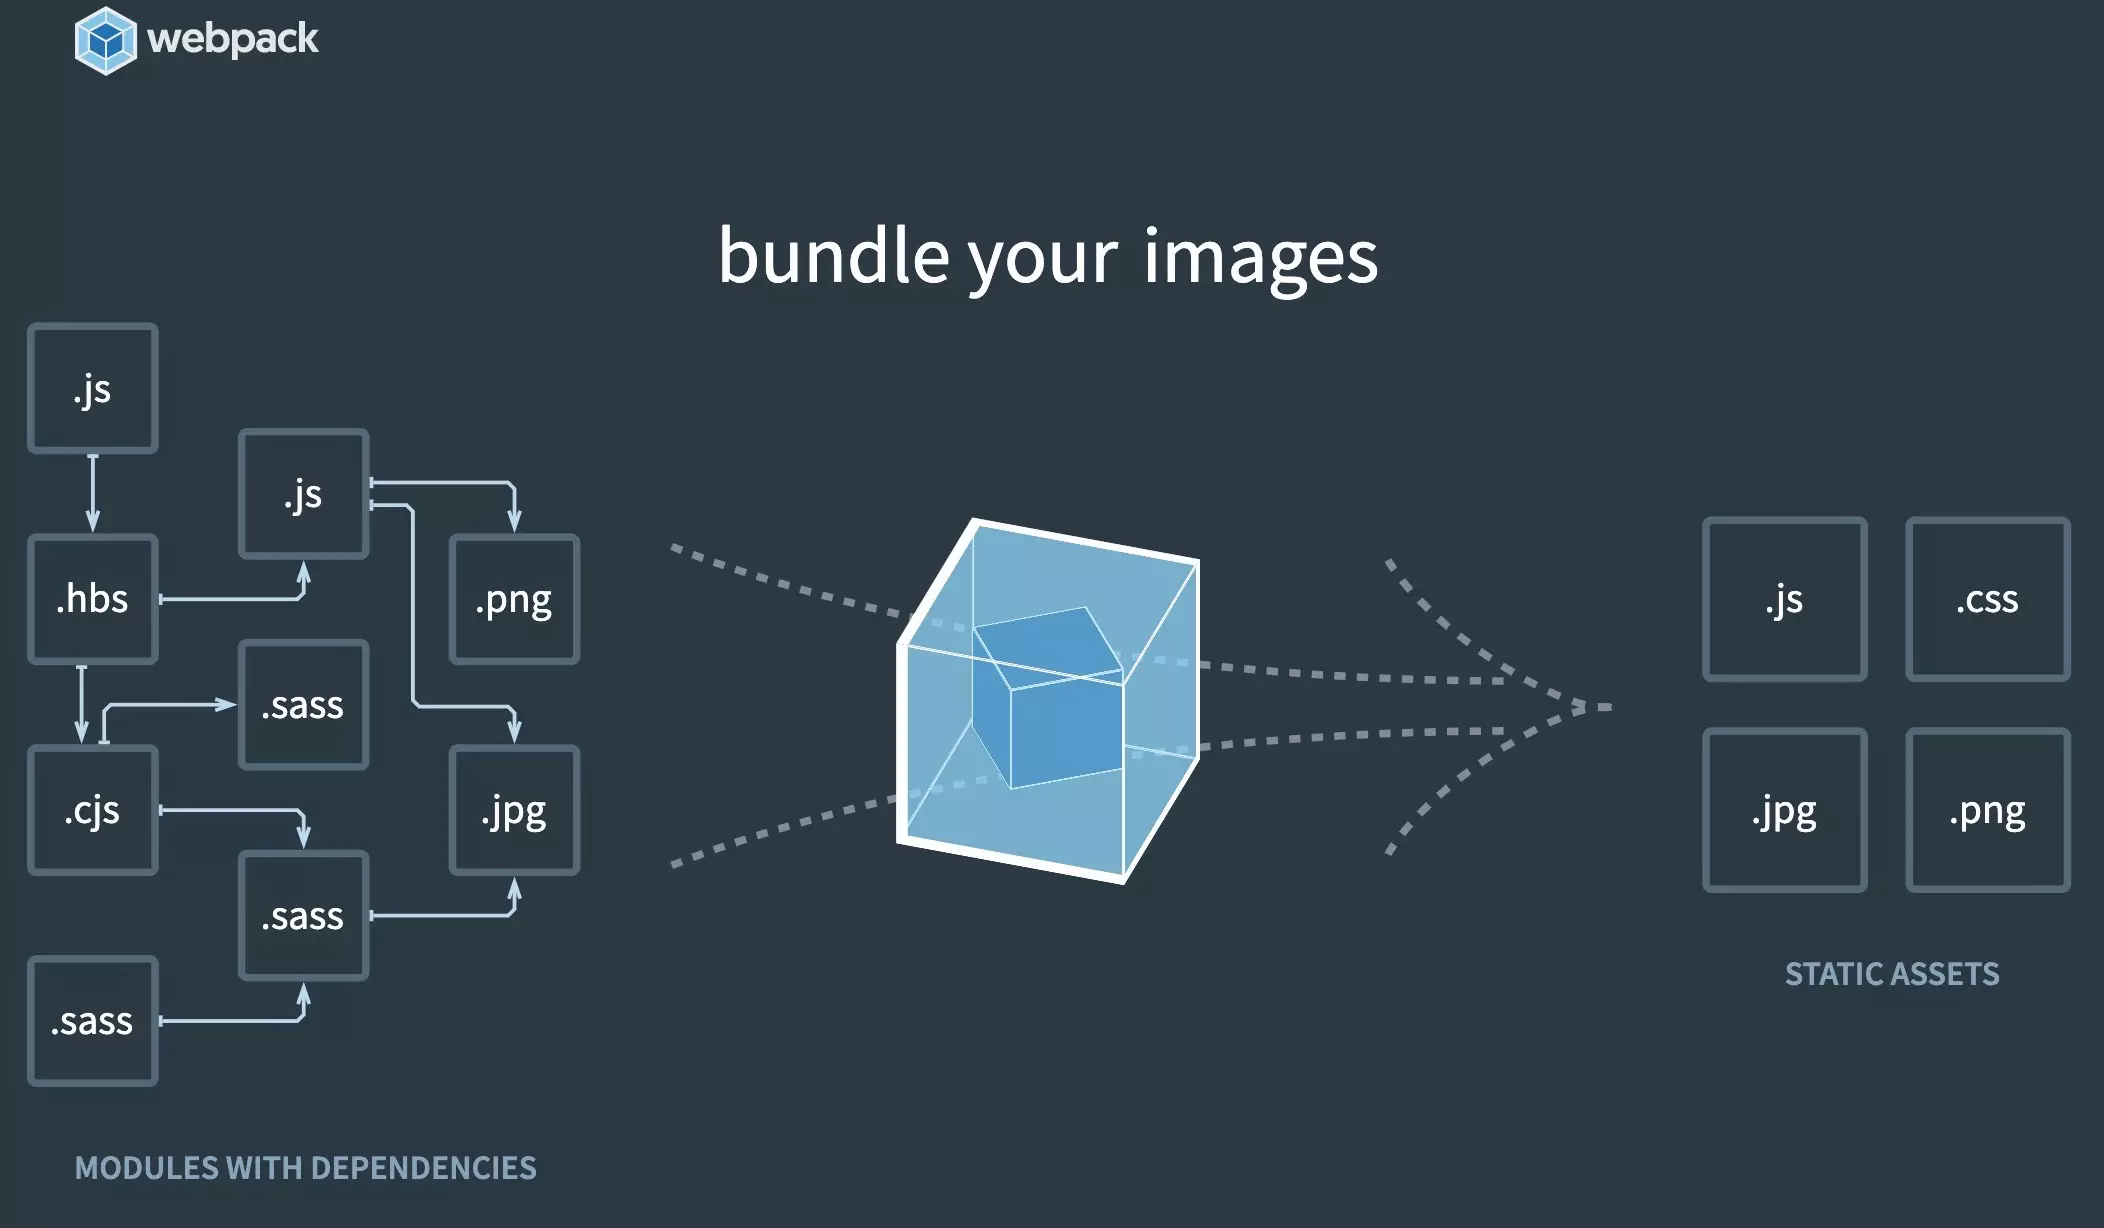 webpack
bundle your images
.js
.js
.hbs
.png
.sass
.cjs
.jpg
.sass
.sass
MODULES WITH DEPENDENCIES
.js
.css
.jpg
.png
STATIC ASSETS